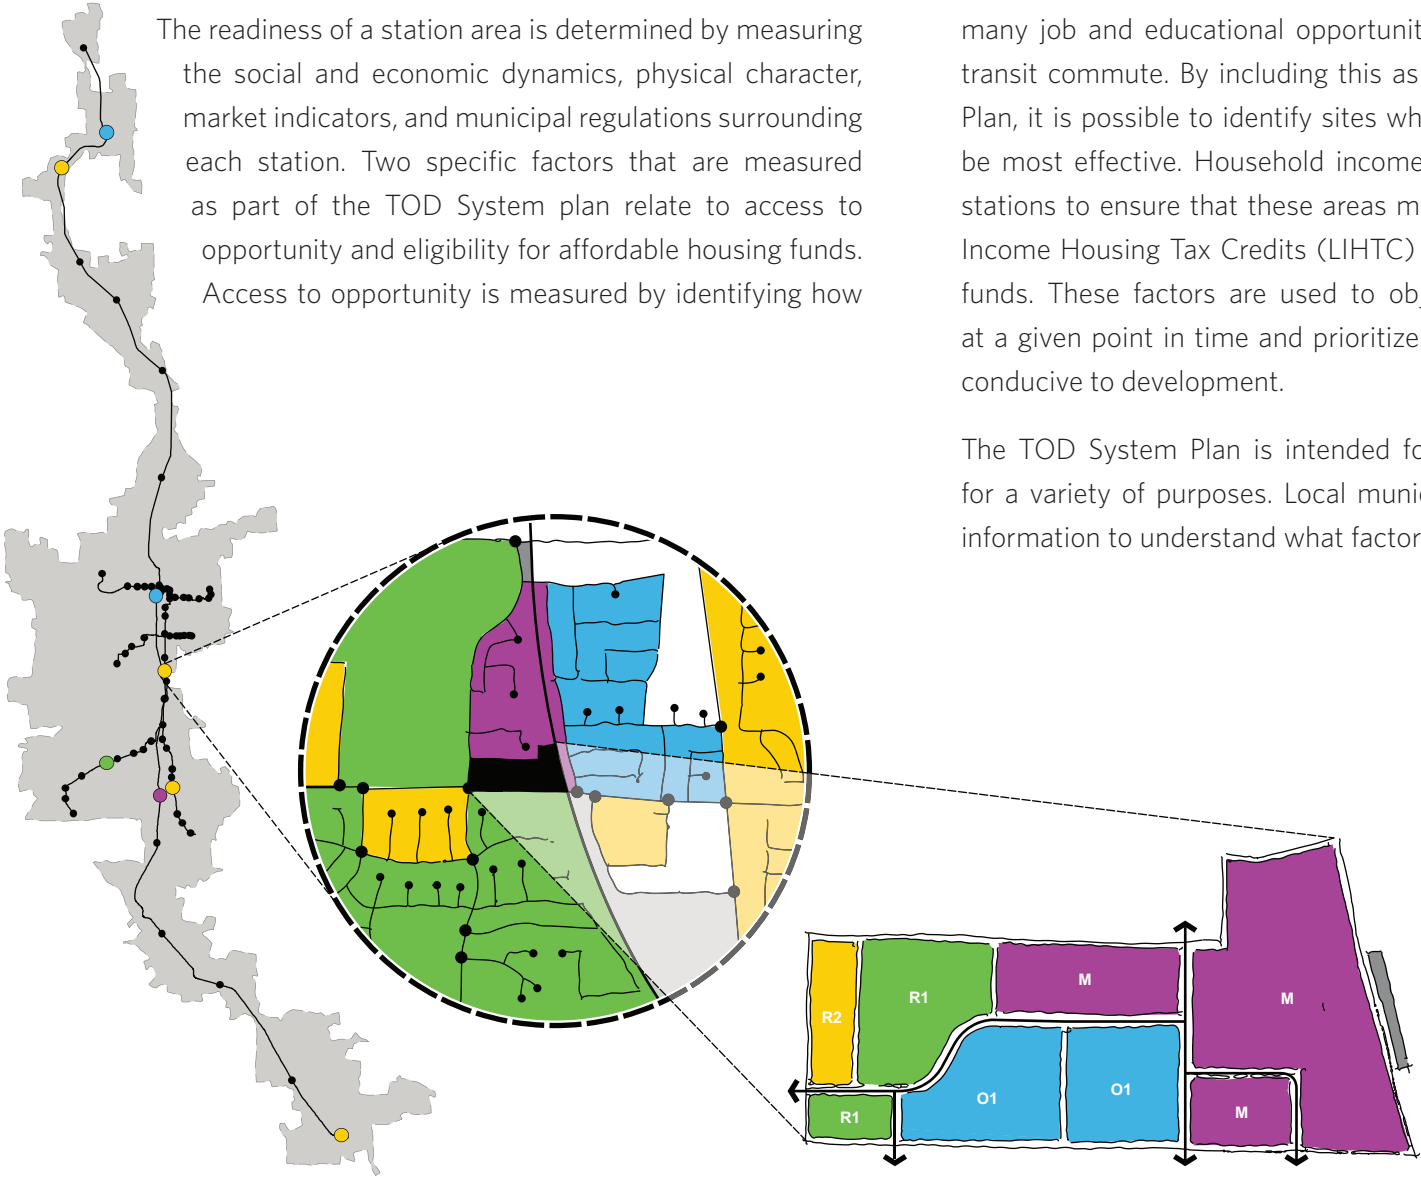 The readiness of a station area is determined by measuring
the social and economic dynamics, physical character,
market indicators, and municipal regulations surrounding
each station. Two specific factors that are measured
as part of the TOD System plan relate to access to
opportunity and eligibility for affordable housing funds.
Access to opportunity is measured by identifying how
many job and educational opportunit
transit commute. By including this as
Plan, it is possible to identify sites wh
be most effective. Household income
stations to ensure that these areas m
Income Housing Tax Credits (LIHTC)
funds. These factors are used to obj
at a given point in time and prioritize
conducive to development.
The TOD System Plan is intended fo
for a variety of purposes. Local munic
information to understand what factor
R2
R1
M
M
R1
O1
O1
M